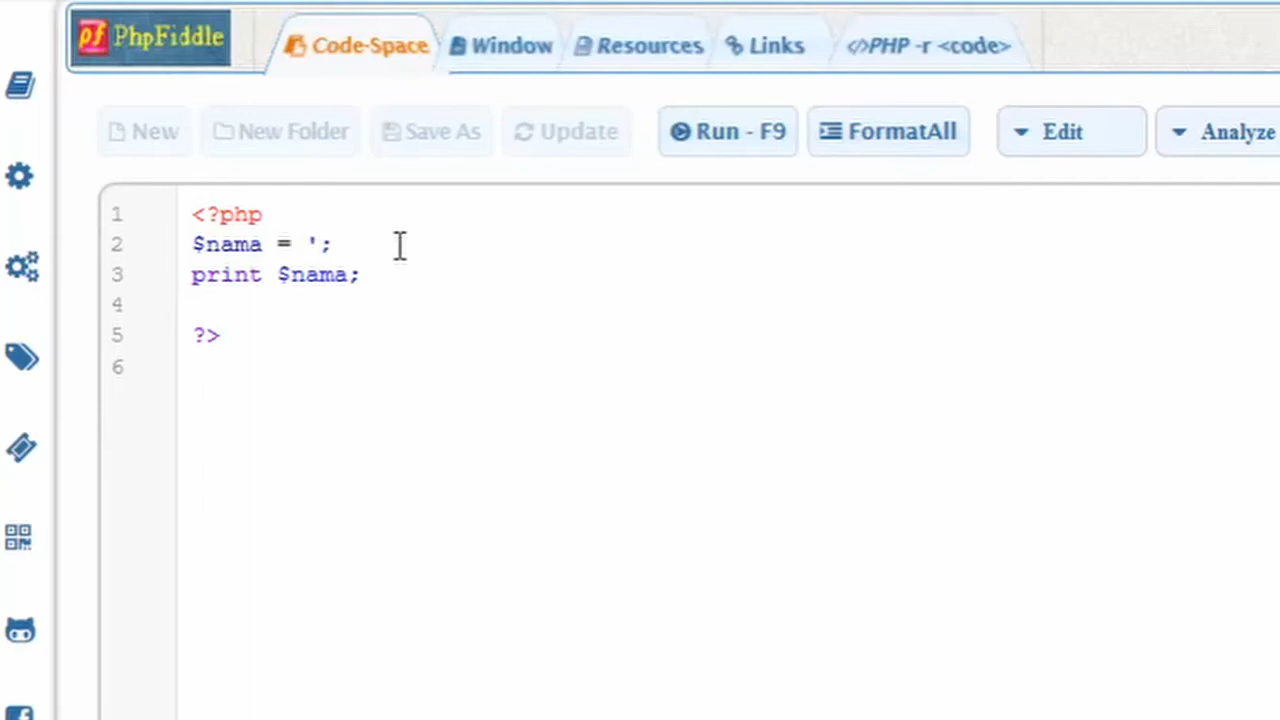 pf PhpFiddle Code-Space Window Resources Links </>PHP -r <code>
New New Folder Save As Update Run - F9 FormatAll Edit Analyze
1 <?php
2 $nama = ';
3 print $nama;
4
5 ?>
6